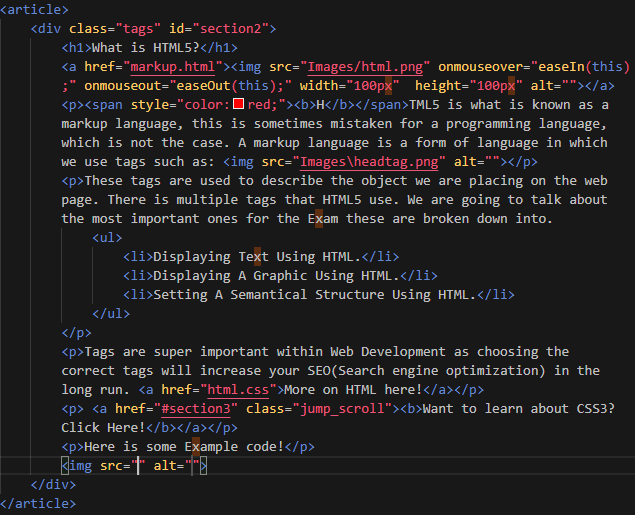 <article>
<div class="tags" id="section2">
<h1>What is HTML5?</h1>
<a href="markup.html"><img src="Images/html.png" onmouseover="easeIn(this)
;" onmouseout="easeOut(this);" width="100px"  height="100px" alt=""></a>
<p><span style="color:red;"><b>H</b></span>TML5 is what is known as a
markup language, this is sometimes mistaken for a programming language,
which is not the case. A markup language is a form of language in which
we use tags such as: <img src="Images\headtag.png" alt=""></p>
<p>These tags are used to describe the object we are placing on the web
page. There is multiple tags that HTML5 use. We are going to talk about
the most important ones for the Exam these are broken down into.
<ul>
<li>Displaying Text Using HTML.</li>
<li>Displaying A Graphic Using HTML.</li>
<li>Setting A Semantical Structure Using HTML.</li>
</ul>
</p>
<p>Tags are super important within Web Development as choosing the
correct tags will increase your SEO(Search engine optimization) in the
long run. <a href="html.css">More on HTML here!</a></p>
<p> <a href="#section3" class="jump_scroll"><b>Want to learn about CSS3?
Click Here!</b></a></p>
<p>Here is some Example code!</p>
<img src="" alt="">
</div>
</article>